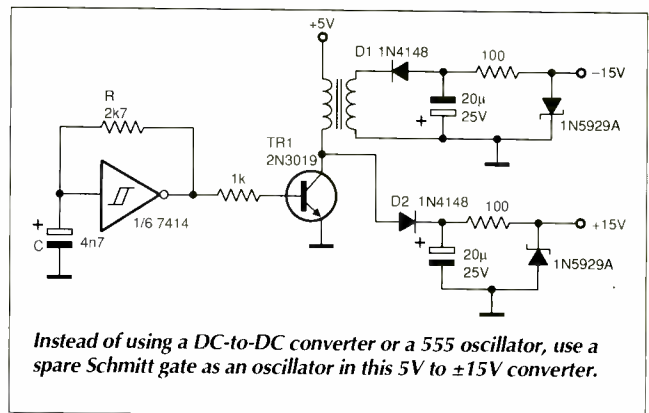 +5V
D1 1N4148
100
−15V
R
2k7
20µ
25V
+
1N5929A
TR1
2N3019
1k
+
C 4n7
1/6 7414
D2 1N4148
100
+15V
+
20µ
25V
1N5929A
Instead of using a DC-to-DC converter or a 555 oscillator, use a
spare Schmitt gate as an oscillator in this 5V to ±15V converter.